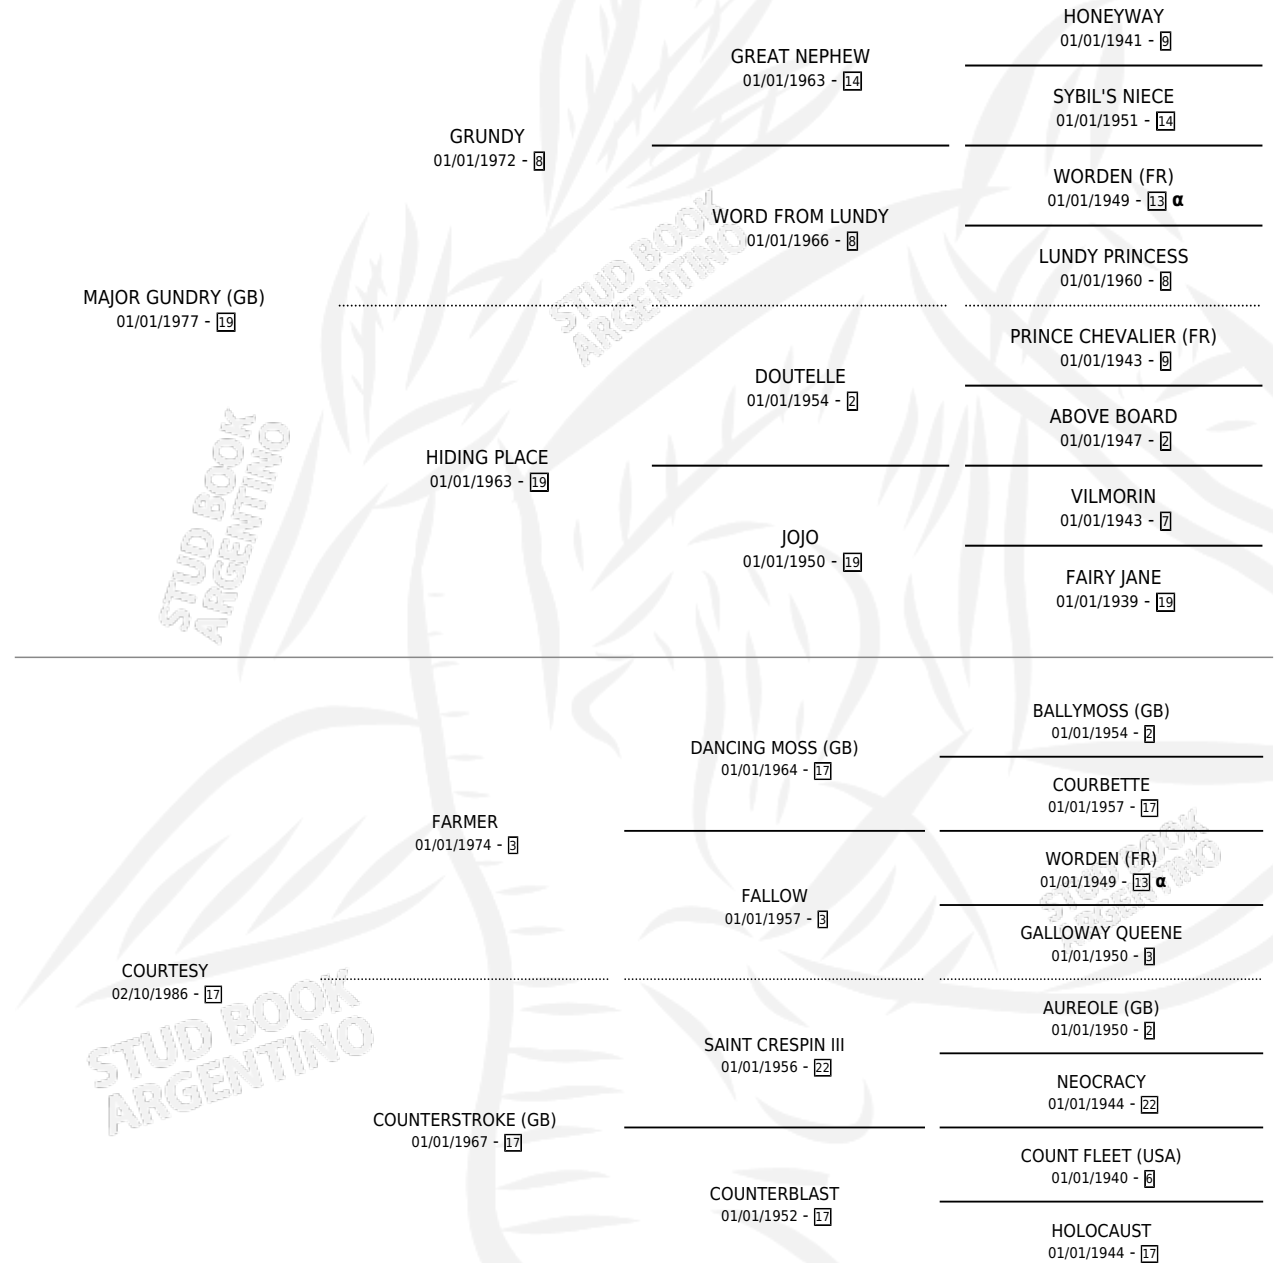 HONEYWAY
01/01/1941 - 9
GREAT NEPHEW
01/01/1963 - 14
SYBIL'S NIECE
01/01/1951 - 14
GRUNDY
01/01/1972 - 8
WORDEN (FR)
01/01/1949 - 13 α
WORD FROM LUNDY
01/01/1966 - 8
LUNDY PRINCESS
01/01/1960 - 8
MAJOR GUNDRY (GB)
01/01/1977 - 19
PRINCE CHEVALIER (FR)
01/01/1943 - 9
DOUTELLE
01/01/1954 - 2
ABOVE BOARD
01/01/1947 - 2
HIDING PLACE
01/01/1963 - 19
VILMORIN
01/01/1943 - 7
JOJO
01/01/1950 - 19
FAIRY JANE
01/01/1939 - 19
STUD BOOK
ARGENTINO
STUD BOOK
ARGENTINO
BALLYMOSS (GB)
01/01/1954 - 2
DANCING MOSS (GB)
01/01/1964 - 17
COURBETTE
01/01/1957 - 17
FARMER
01/01/1974 - 3
WORDEN (FR)
01/01/1949 - 13 α
FALLOW
01/01/1957 - 3
GALLOWAY QUEENE
01/01/1950 - 3
COURTESY
02/10/1986 - 17
AUREOLE (GB)
01/01/1950 - 2
SAINT CRESPIN III
01/01/1956 - 22
NEOCRACY
01/01/1944 - 22
COUNTERSTROKE (GB)
01/01/1967 - 17
COUNT FLEET (USA)
01/01/1940 - 6
COUNTERBLAST
01/01/1952 - 17
HOLOCAUST
01/01/1944 - 17
STUD BOOK
ARGENTINO
STUD BOOK
ARGENTINO